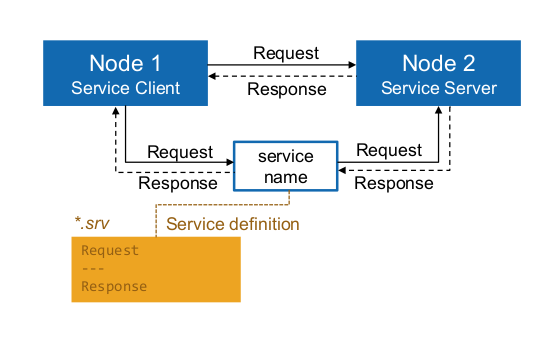 Node 1
Service Client
Request
Response
Node 2
Service Server
Request
Response
service
name
Request
Response
*.srv
Service definition
Request
---
Response